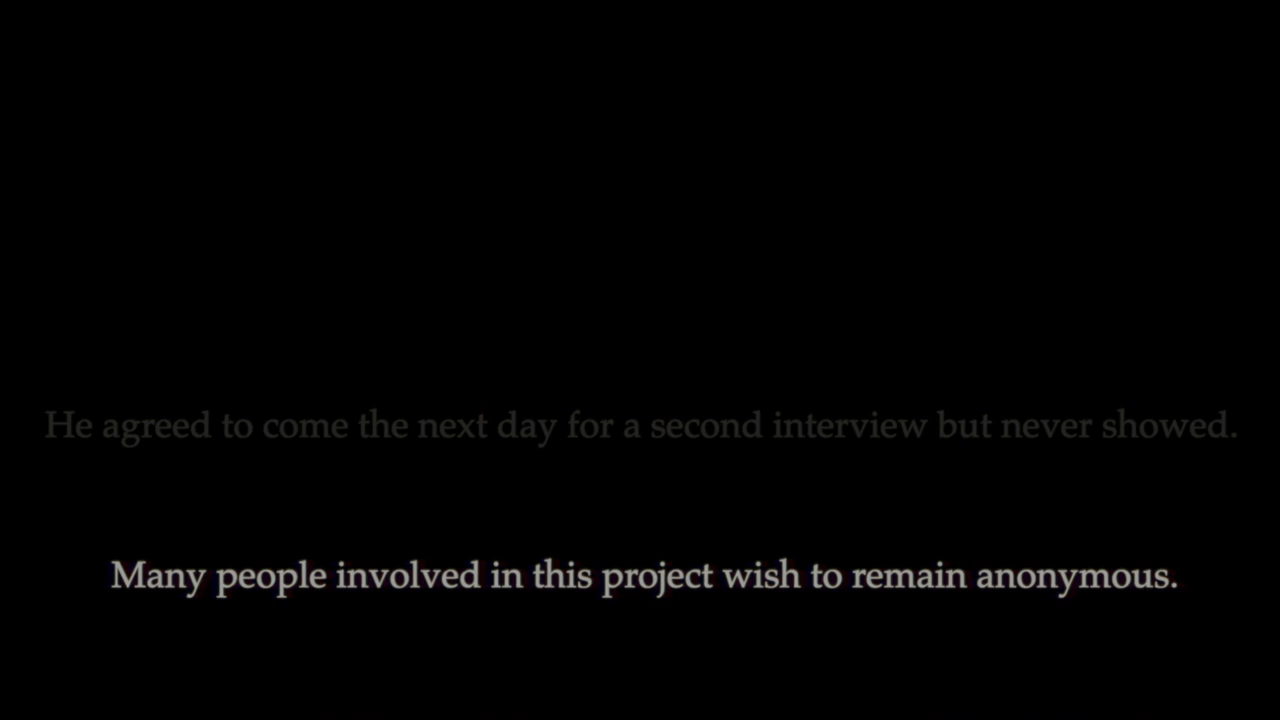 He agreed to come the next day for a second interview but never showed.
Many people involved in this project wish to remain anonymous.